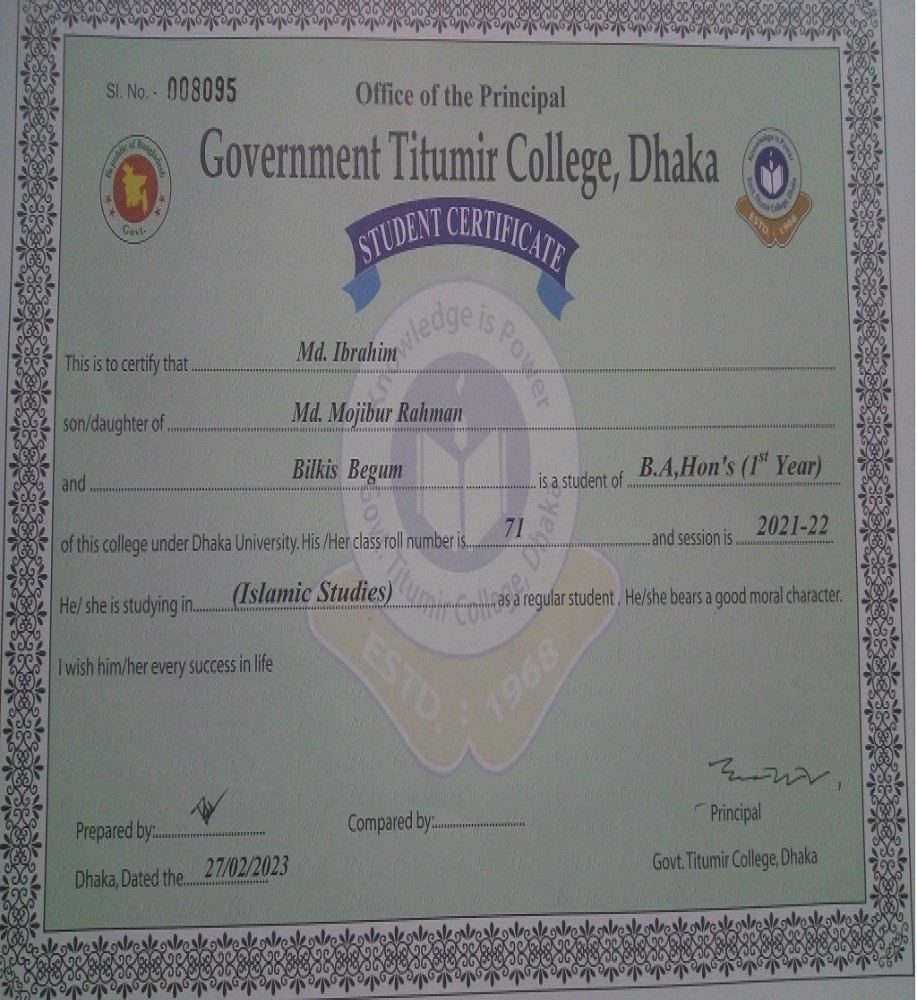 Sl. No. - 008095
Office of the Principal
Government Titumir College, Dhaka
Republic of Bangladesh
Govt.
Knowledge is Power
Govt. Titumir College, Dhaka
ESTD. : 1968
STUDENT CERTIFICATE
Knowledge is Power
Govt. Titumir College, Dhaka
ESTD. : 1968
This is to certify that Md. Ibrahim
son/daughter of Md. Mojibur Rahman
and Bilkis Begum is a student of B.A,Hon's (1st Year)
of this college under Dhaka University. His /Her class roll number is 71 and session is 2021-22
He/ she is studying in (Islamic Studies) as a regular student . He/she bears a good moral character.
I wish him/her every success in life
Prepared by:
Compared by:
Principal
Govt. Titumir College, Dhaka
Dhaka, Dated the 27/02/2023